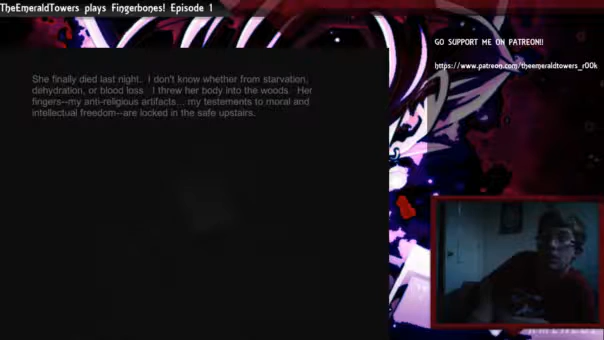 TheEmeraldTowers plays Fingerbones! Episode 1
GO SUPPORT ME ON PATREON!!
https://www.patreon.com/theemeraldtowers_r00k
She finally died last night. I don't know whether from starvation,
dehydration, or blood loss. I threw her body into the woods. Her
fingers--my anti-religious artifacts... my testements to moral and
intellectual freedom--are locked in the safe upstairs.